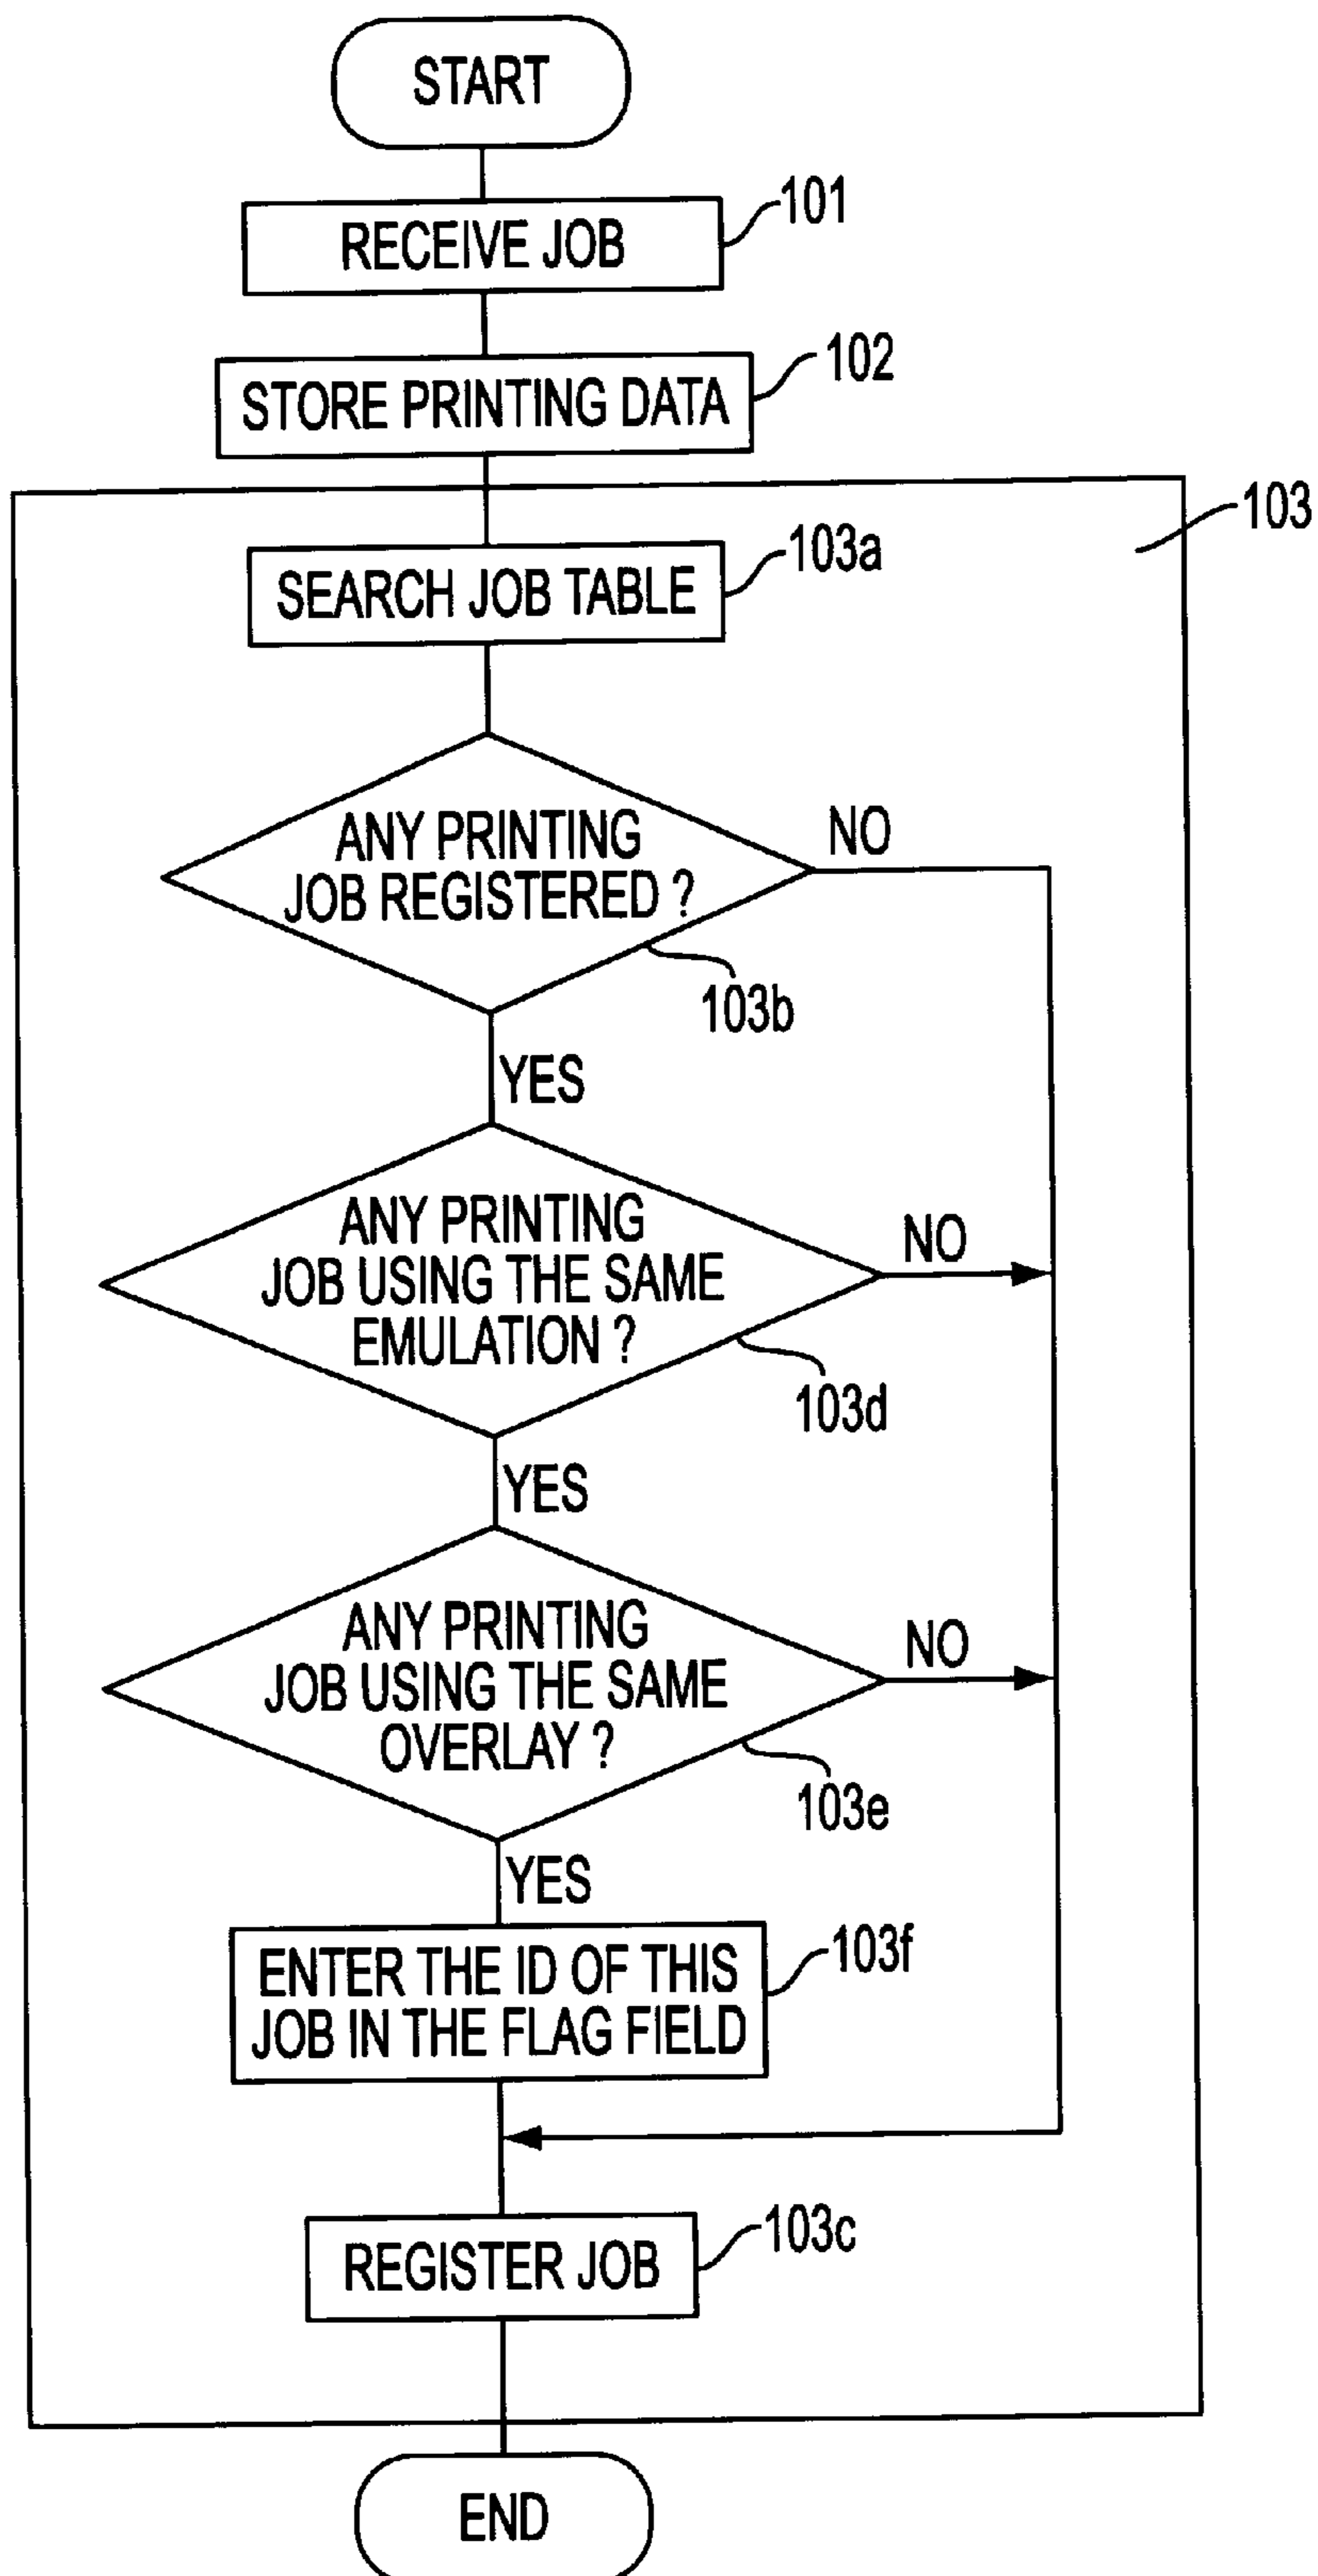 START
RECEIVE JOB
101
STORE PRINTING DATA
102
103
SEARCH JOB TABLE
103a
ANY PRINTING
JOB REGISTERED ?
NO
103b
YES
ANY PRINTING
JOB USING THE SAME
EMULATION ?
NO
103d
YES
ANY PRINTING
JOB USING THE SAME
OVERLAY ?
NO
103e
YES
ENTER THE ID OF THIS
JOB IN THE FLAG FIELD
103f
REGISTER JOB
103c
END